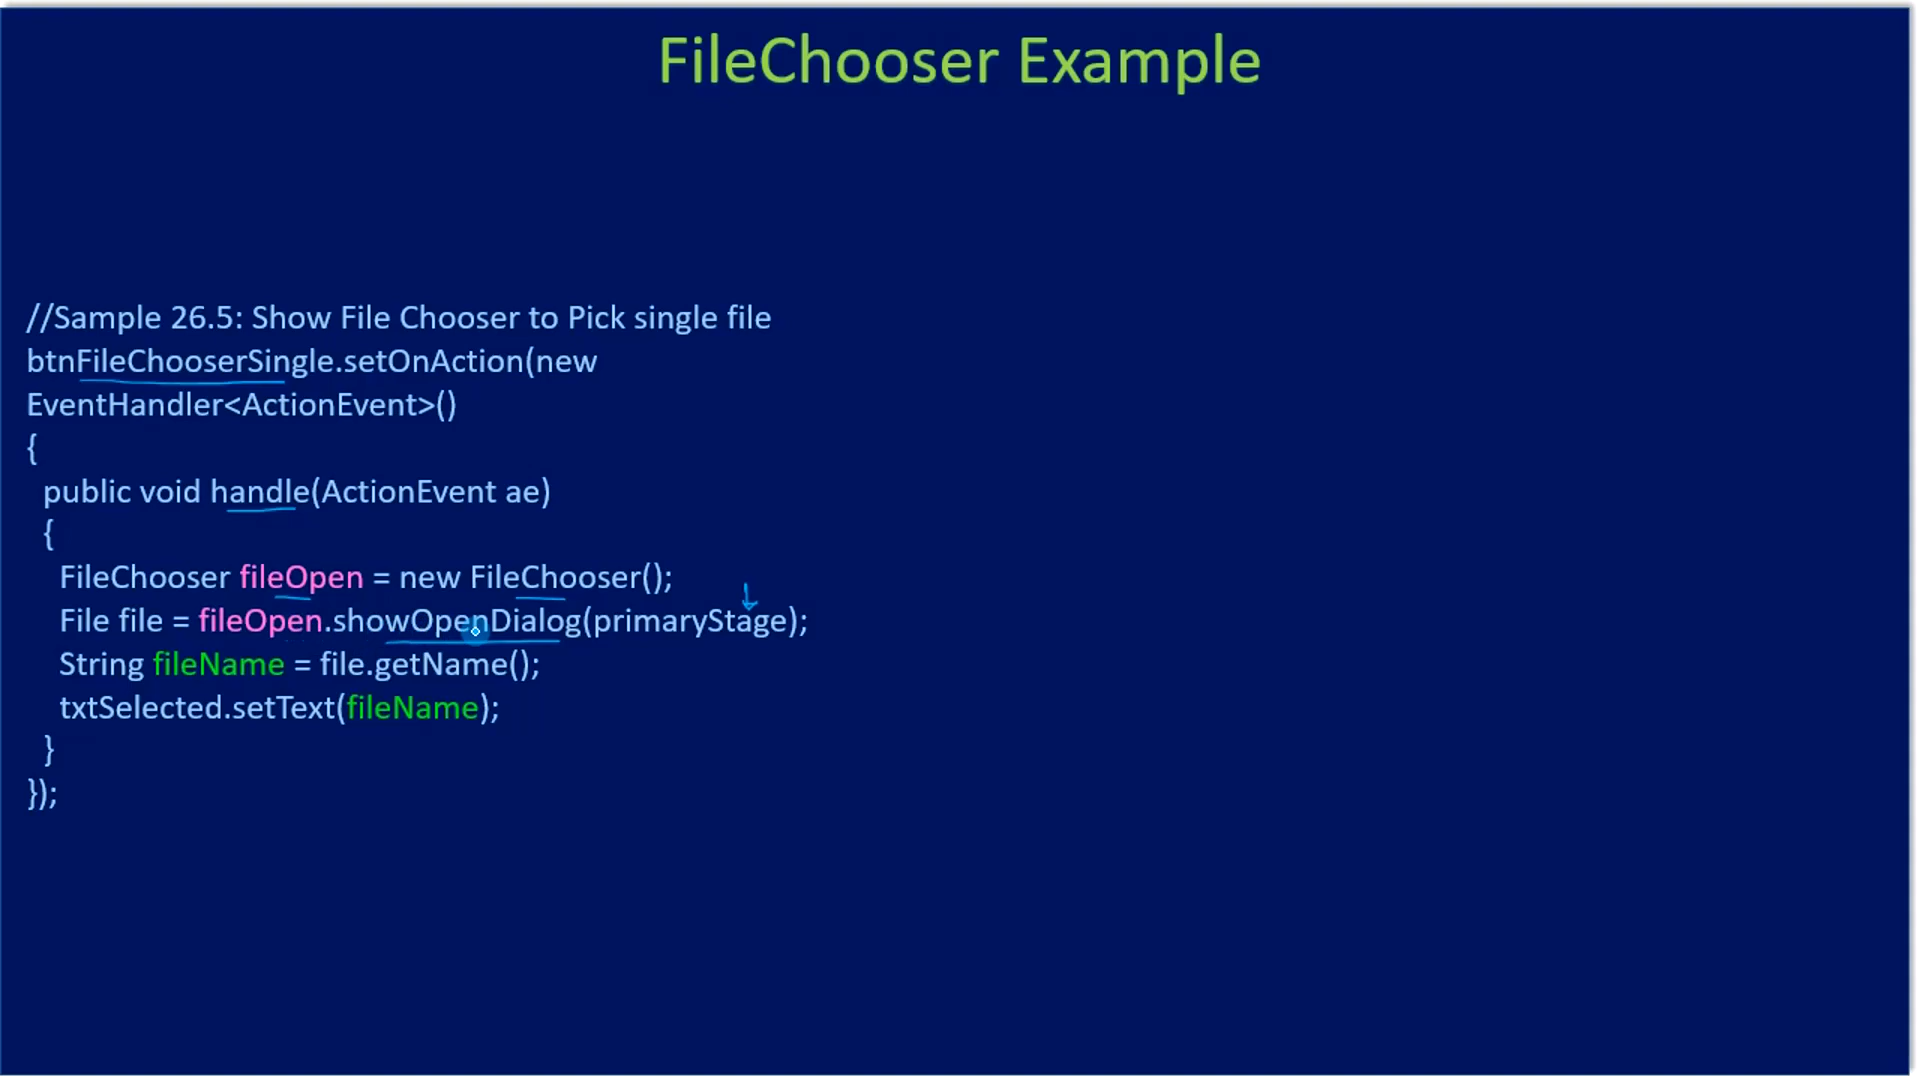 FileChooser Example
//Sample 26.5: Show File Chooser to Pick single file
btnFileChooserSingle.setOnAction(new
EventHandler<ActionEvent>()
{
public void handle(ActionEvent ae)
{
FileChooser fileOpen = new FileChooser();
File file = fileOpen.showOpenDialog(primaryStage);
String fileName = file.getName();
txtSelected.setText(fileName);
}
});